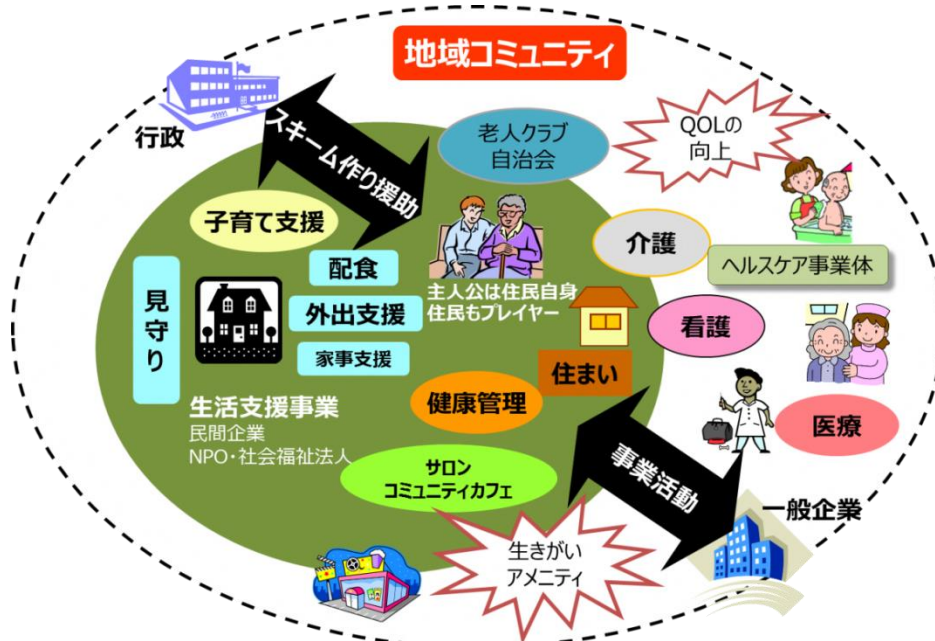 地域コミュニティ
行政
スキーム作り援助
老人クラブ
自治会
QOLの
向上
子育て支援
介護
配食
ヘルスケア事業体
見守り
主人公は住民自身
住民もプレイヤー
外出支援
看護
家事支援
住まい
生活支援事業
民間企業
NPO・社会福祉法人
健康管理
医療
サロン
コミュニティカフェ
事業活動
一般企業
生きがい
アメニティ